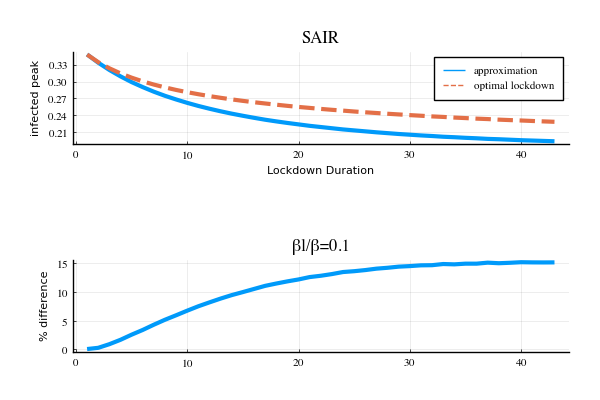 SAIR
infected peak
0.33
0.30
0.27
0.24
0.21
approximation
optimal lockdown
0 10 20 30 40
Lockdown Duration
βl/β=0.1
% difference
15
10
5
0
0 10 20 30 40